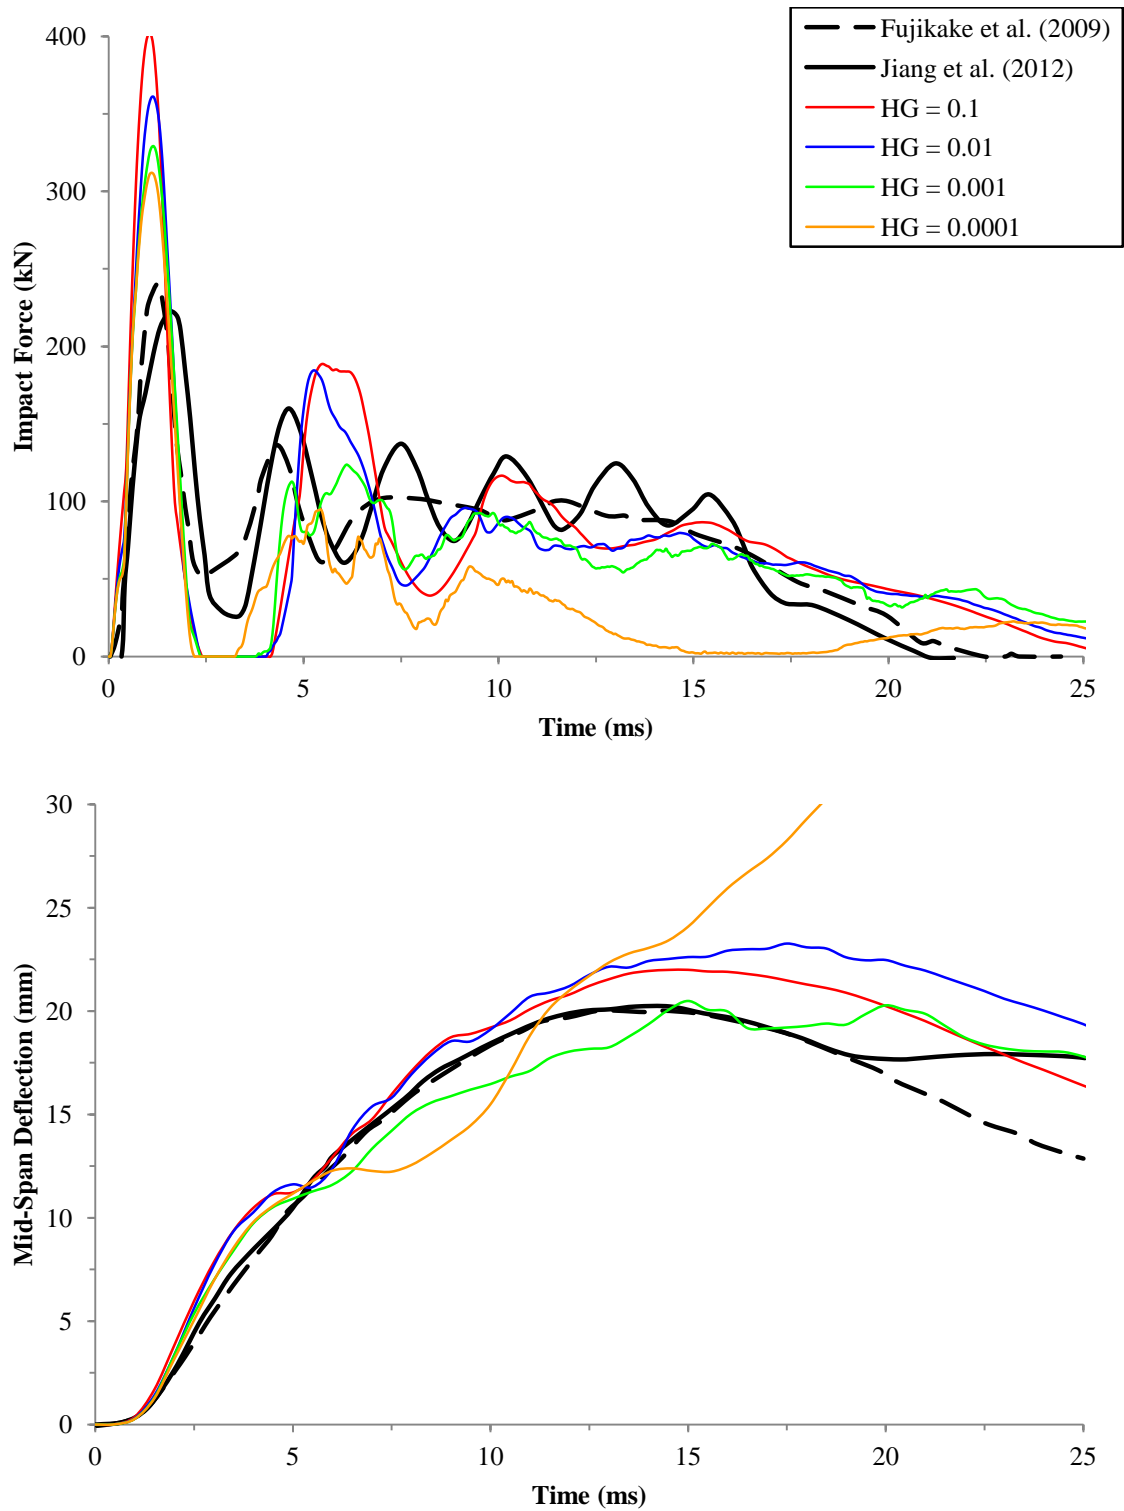 Fujikake et al. (2009)
Jiang et al. (2012)
HG = 0.1
HG = 0.01
HG = 0.001
HG = 0.0001
400
300
200
100
0
Impact Force (kN)
0 5 10 15 20 25
Time (ms)
30
25
20
15
10
5
0
Mid-Span Deflection (mm)
0 5 10 15 20 25
Time (ms)